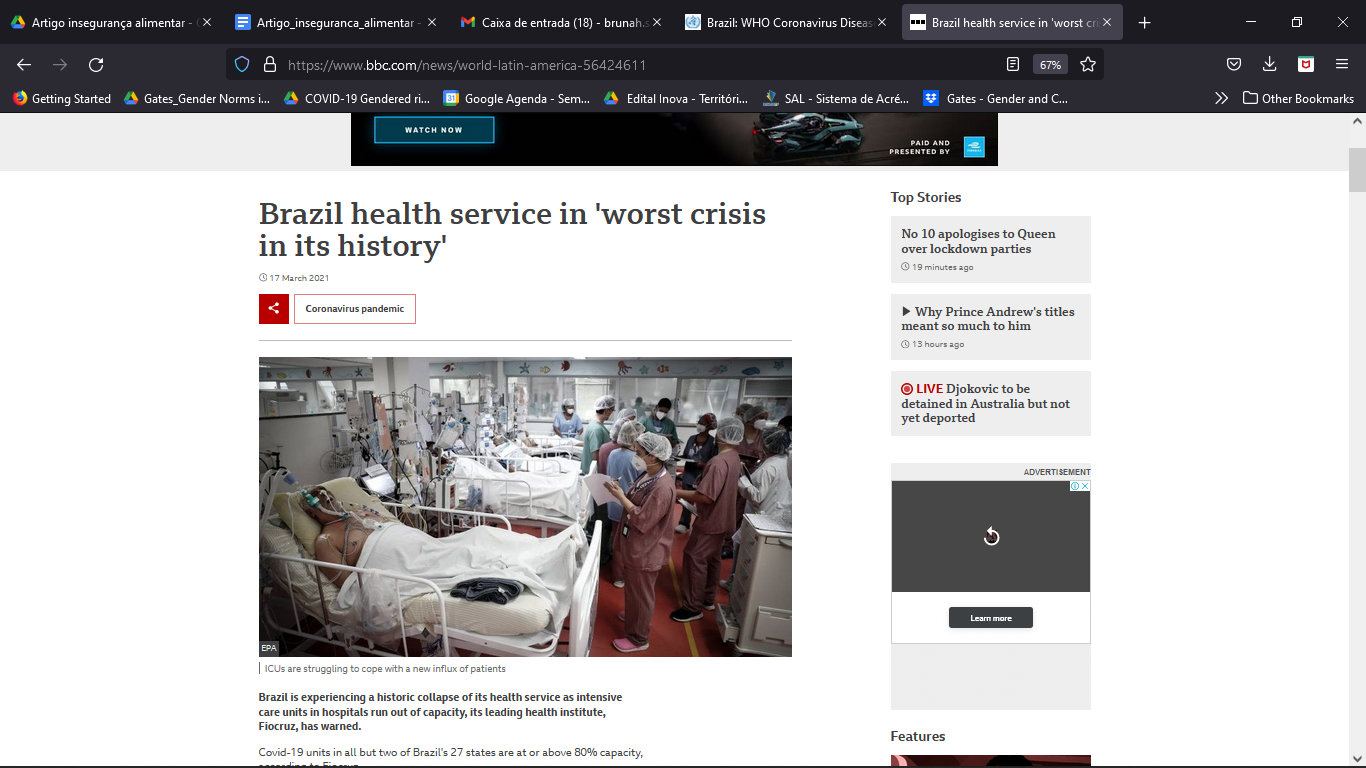 Artigo insegurança alimentar - G
Artigo_inseguranca_alimentar -
Caixa de entrada (18) - brunah.s
Brazil: WHO Coronavirus Diseas
Brazil health service in 'worst cri
https://www.bbc.com/news/world-latin-america-56424611
67%
Getting Started
Gates_Gender Norms i...
COVID-19 Gendered ri...
Google Agenda - Sem...
Edital Inova - Territóri...
SAL - Sistema de Acré...
Gates - Gender and C...
Other Bookmarks
WATCH NOW
PAID AND
PRESENTED BY
Brazil health service in 'worst crisis
in its history'
17 March 2021
Coronavirus pandemic
EPA
ICUs are struggling to cope with a new influx of patients
Brazil is experiencing a historic collapse of its health service as intensive
care units in hospitals run out of capacity, its leading health institute,
Fiocruz, has warned.
Covid-19 units in all but two of Brazil's 27 states are at or above 80% capacity,
according to Fiocruz
Top Stories
No 10 apologises to Queen
over lockdown parties
19 minutes ago
Why Prince Andrew's titles
meant so much to him
13 hours ago
LIVE Djokovic to be
detained in Australia but not
yet deported
ADVERTISEMENT
Learn more
Features